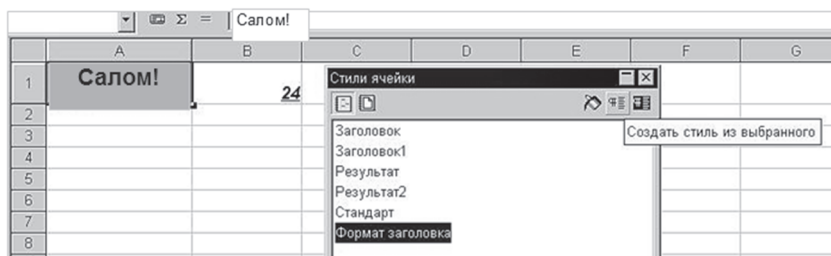 Σ = Салом!
A B C D E F G
1 Салом! 24
2
3
4
5
6
7
8
Стили ячейки
Создать стиль из выбранного
Заголовок
Заголовок1
Результат
Результат2
Стандарт
Формат заголовка